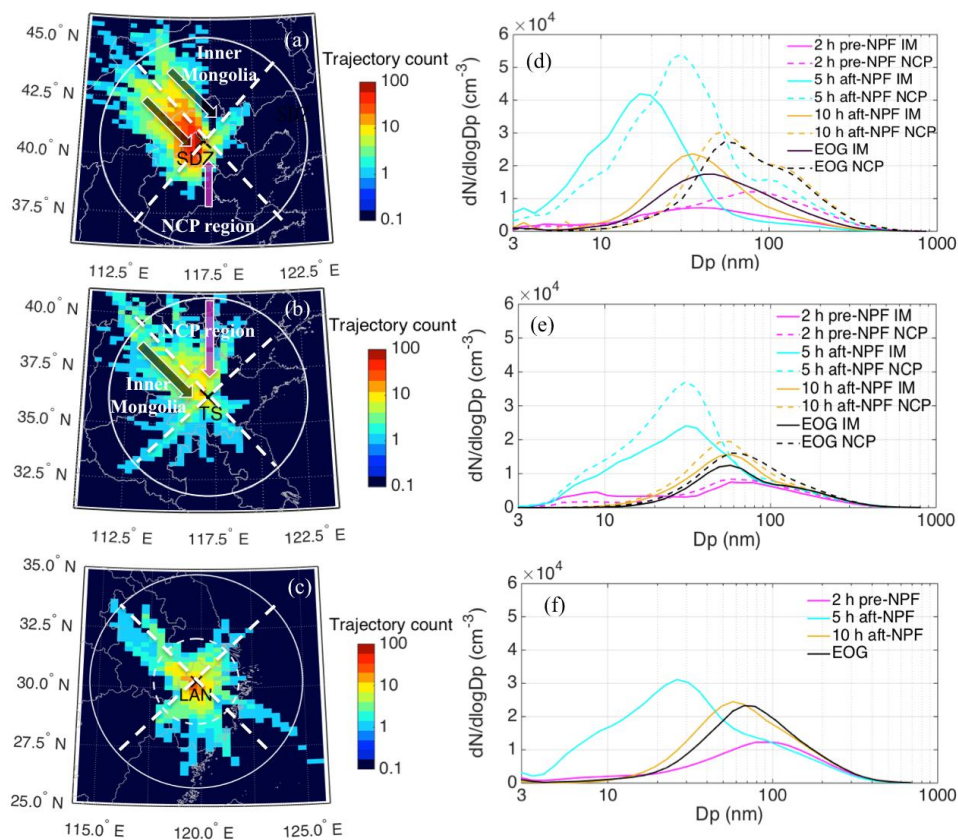 45.0° N
42.5° N
40.0° N
37.5° N
112.5° E
117.5° E
122.5° E
(a)
Inner
Mongolia
SDZ
NCP region
Trajectory count
100
10
1
0.1
(d)
×10⁴
6
5
4
3
2
1
0
dN/dlogDp (cm⁻³)
3
10
100
1000
Dp (nm)
2 h pre-NPF IM
2 h pre-NPF NCP
5 h aft-NPF IM
5 h aft-NPF NCP
10 h aft-NPF IM
10 h aft-NPF NCP
EOG IM
EOG NCP
40.0° N
37.5° N
35.0° N
32.5° N
112.5° E
117.5° E
122.5° E
(b)
NCP region
Inner
Mongolia
TS
Trajectory count
100
10
1
0.1
(e)
×10⁴
6
5
4
3
2
1
0
dN/dlogDp (cm⁻³)
3
10
100
1000
Dp (nm)
2 h pre-NPF IM
2 h pre-NPF NCP
5 h aft-NPF IM
5 h aft-NPF NCP
10 h aft-NPF IM
10 h aft-NPF NCP
EOG IM
EOG NCP
35.0° N
32.5° N
30.0° N
27.5° N
25.0° N
115.0° E
120.0° E
125.0° E
(c)
LAN
Trajectory count
100
10
1
0.1
(f)
×10⁴
6
5
4
3
2
1
0
dN/dlogDp (cm⁻³)
3
10
100
1000
Dp (nm)
2 h pre-NPF
5 h aft-NPF
10 h aft-NPF
EOG